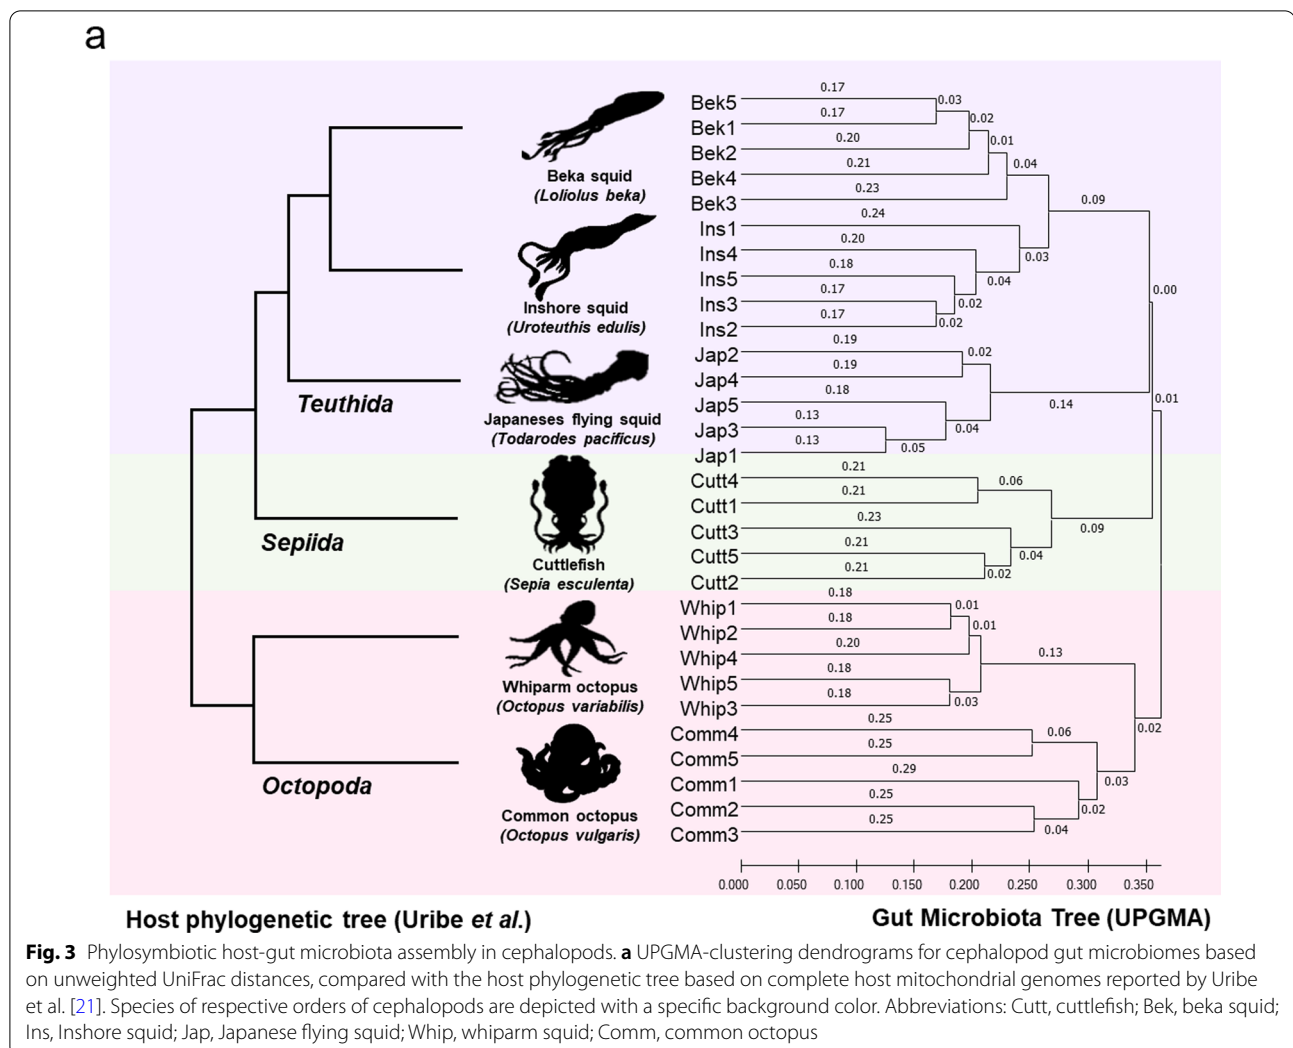 a
Beka squid
(Loliolus beka)
Inshore squid
(Uroteuthis edulis)
Teuthida
Japaneses flying squid
(Todarodes pacificus)
Sepiida
Cuttlefish
(Sepia esculenta)
Whiparm octopus
(Octopus variabilis)
Octopoda
Common octopus
(Octopus vulgaris)
0.17
Bek5
0.03
0.17
Bek1
0.02
0.20
Bek2
0.01
0.21
Bek4
0.04
0.23
Bek3
0.09
0.24
Ins1
0.20
Ins4
0.03
0.18
Ins5
0.04
0.17
Ins3
0.02
0.17
Ins2
0.02
0.00
0.19
Jap2
0.02
0.19
Jap4
0.18
Jap5
0.14
0.01
0.13
Jap3
0.04
0.13
Jap1
0.05
0.21
Cutt4
0.06
0.21
Cutt1
0.23
Cutt3
0.09
0.21
Cutt5
0.04
0.21
Cutt2
0.02
0.18
Whip1
0.01
0.18
Whip2
0.01
0.20
Whip4
0.13
0.18
Whip5
0.18
Whip3
0.03
0.25
Comm4
0.06
0.02
0.25
Comm5
0.29
Comm1
0.03
0.25
Comm2
0.02
0.25
Comm3
0.04
0.000 0.050 0.100 0.150 0.200 0.250 0.300 0.350
Host phylogenetic tree (Uribe et al.)
Gut Microbiota Tree (UPGMA)
Fig. 3 Phylosymbiotic host-gut microbiota assembly in cephalopods. a UPGMA-clustering dendrograms for cephalopod gut microbiomes based
on unweighted UniFrac distances, compared with the host phylogenetic tree based on complete host mitochondrial genomes reported by Uribe
et al. [21]. Species of respective orders of cephalopods are depicted with a specific background color. Abbreviations: Cutt, cuttlefish; Bek, beka squid;
Ins, Inshore squid; Jap, Japanese flying squid; Whip, whiparm squid; Comm, common octopus